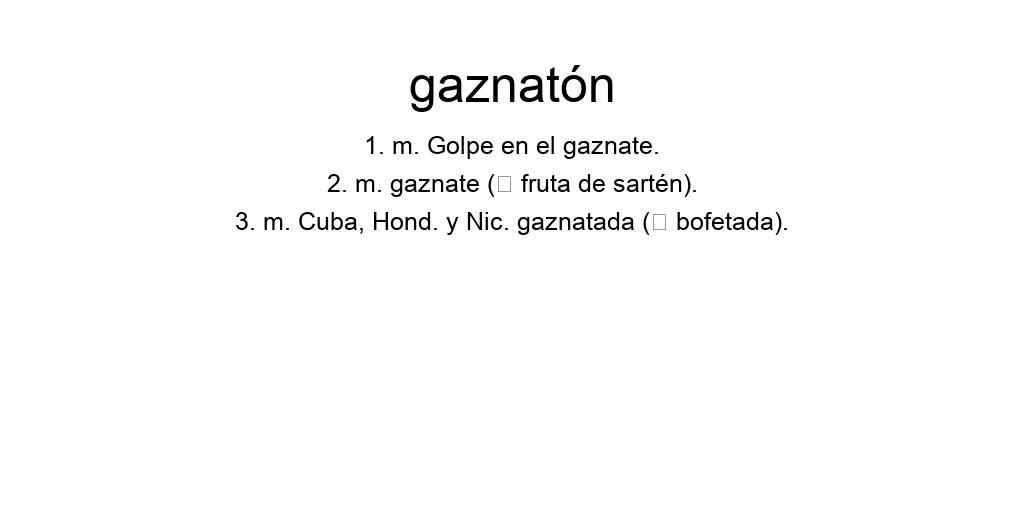 gaznatón
1. m. Golpe en el gaznate.
2. m. gaznate (□ fruta de sartén).
3. m. Cuba, Hond. y Nic. gaznatada (□ bofetada).